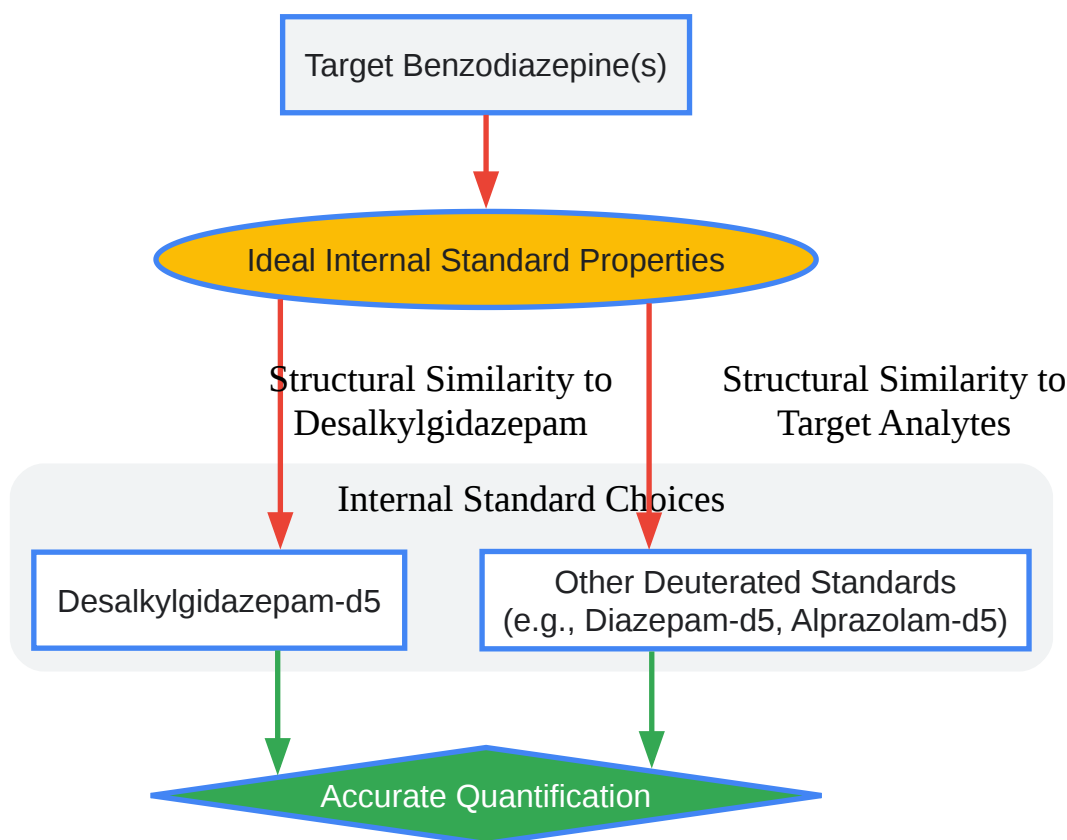 Target Benzodiazepine(s)
Ideal Internal Standard Properties
Structural Similarity to
Desalkylgidazepam
Structural Similarity to
Target Analytes
Internal Standard Choices
Desalkylgidazepam-d5
Other Deuterated Standards
(e.g., Diazepam-d5, Alprazolam-d5)
Accurate Quantification